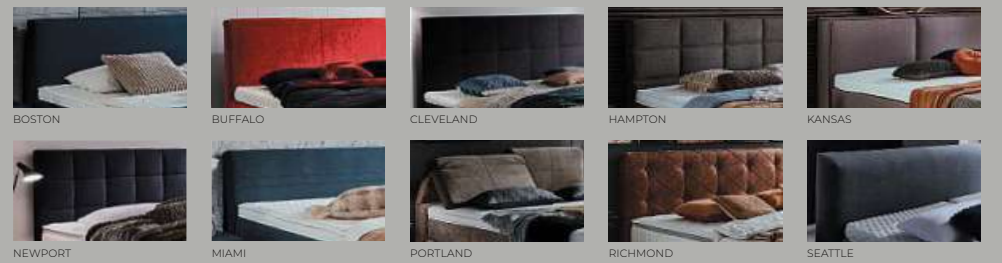 BOSTON
BUFFALO
CLEVELAND
HAMPTON
KANSAS
NEWPORT
MIAMI
PORTLAND
RICHMOND
SEATTLE